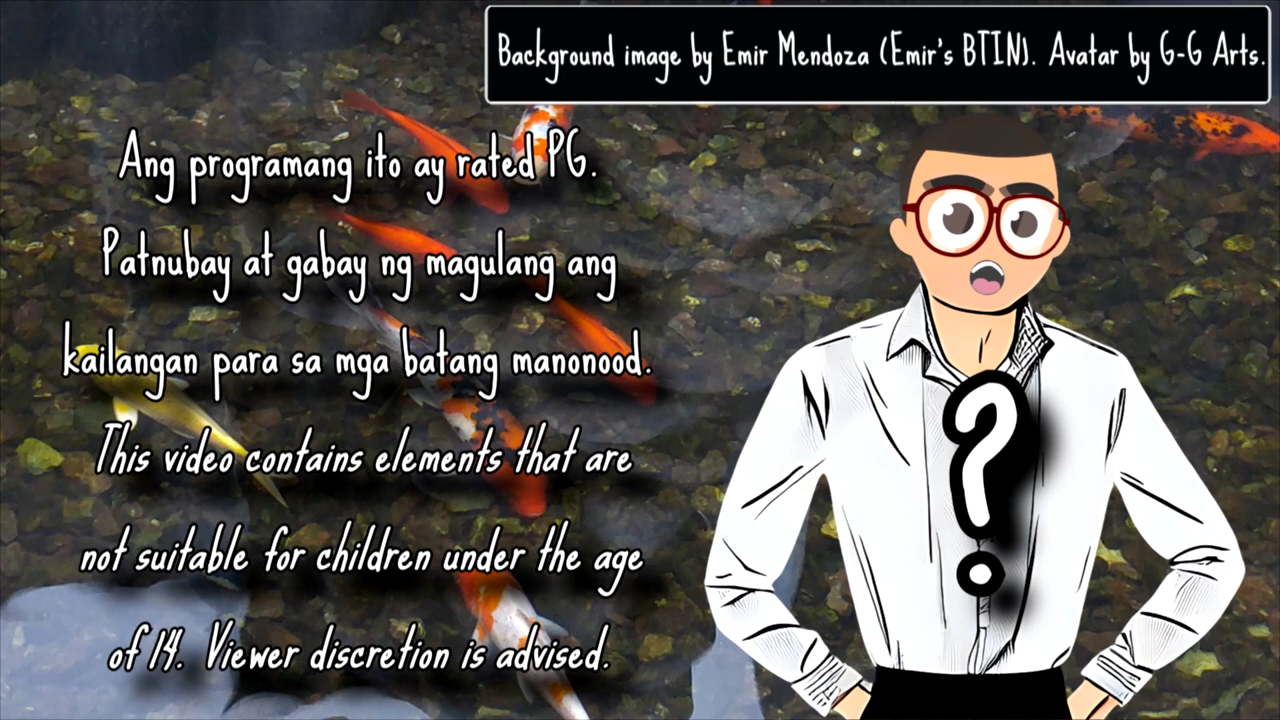 Background image by Emir Mendoza (Emir's BTIN). Avatar by G-G Arts.
Ang programang ito ay rated PG.
Patnubay at gabay ng magulang ang
kailangan para sa mga batang manonood.
This video contains elements that are
not suitable for children under the age
of 14. Viewer discretion is advised.
?